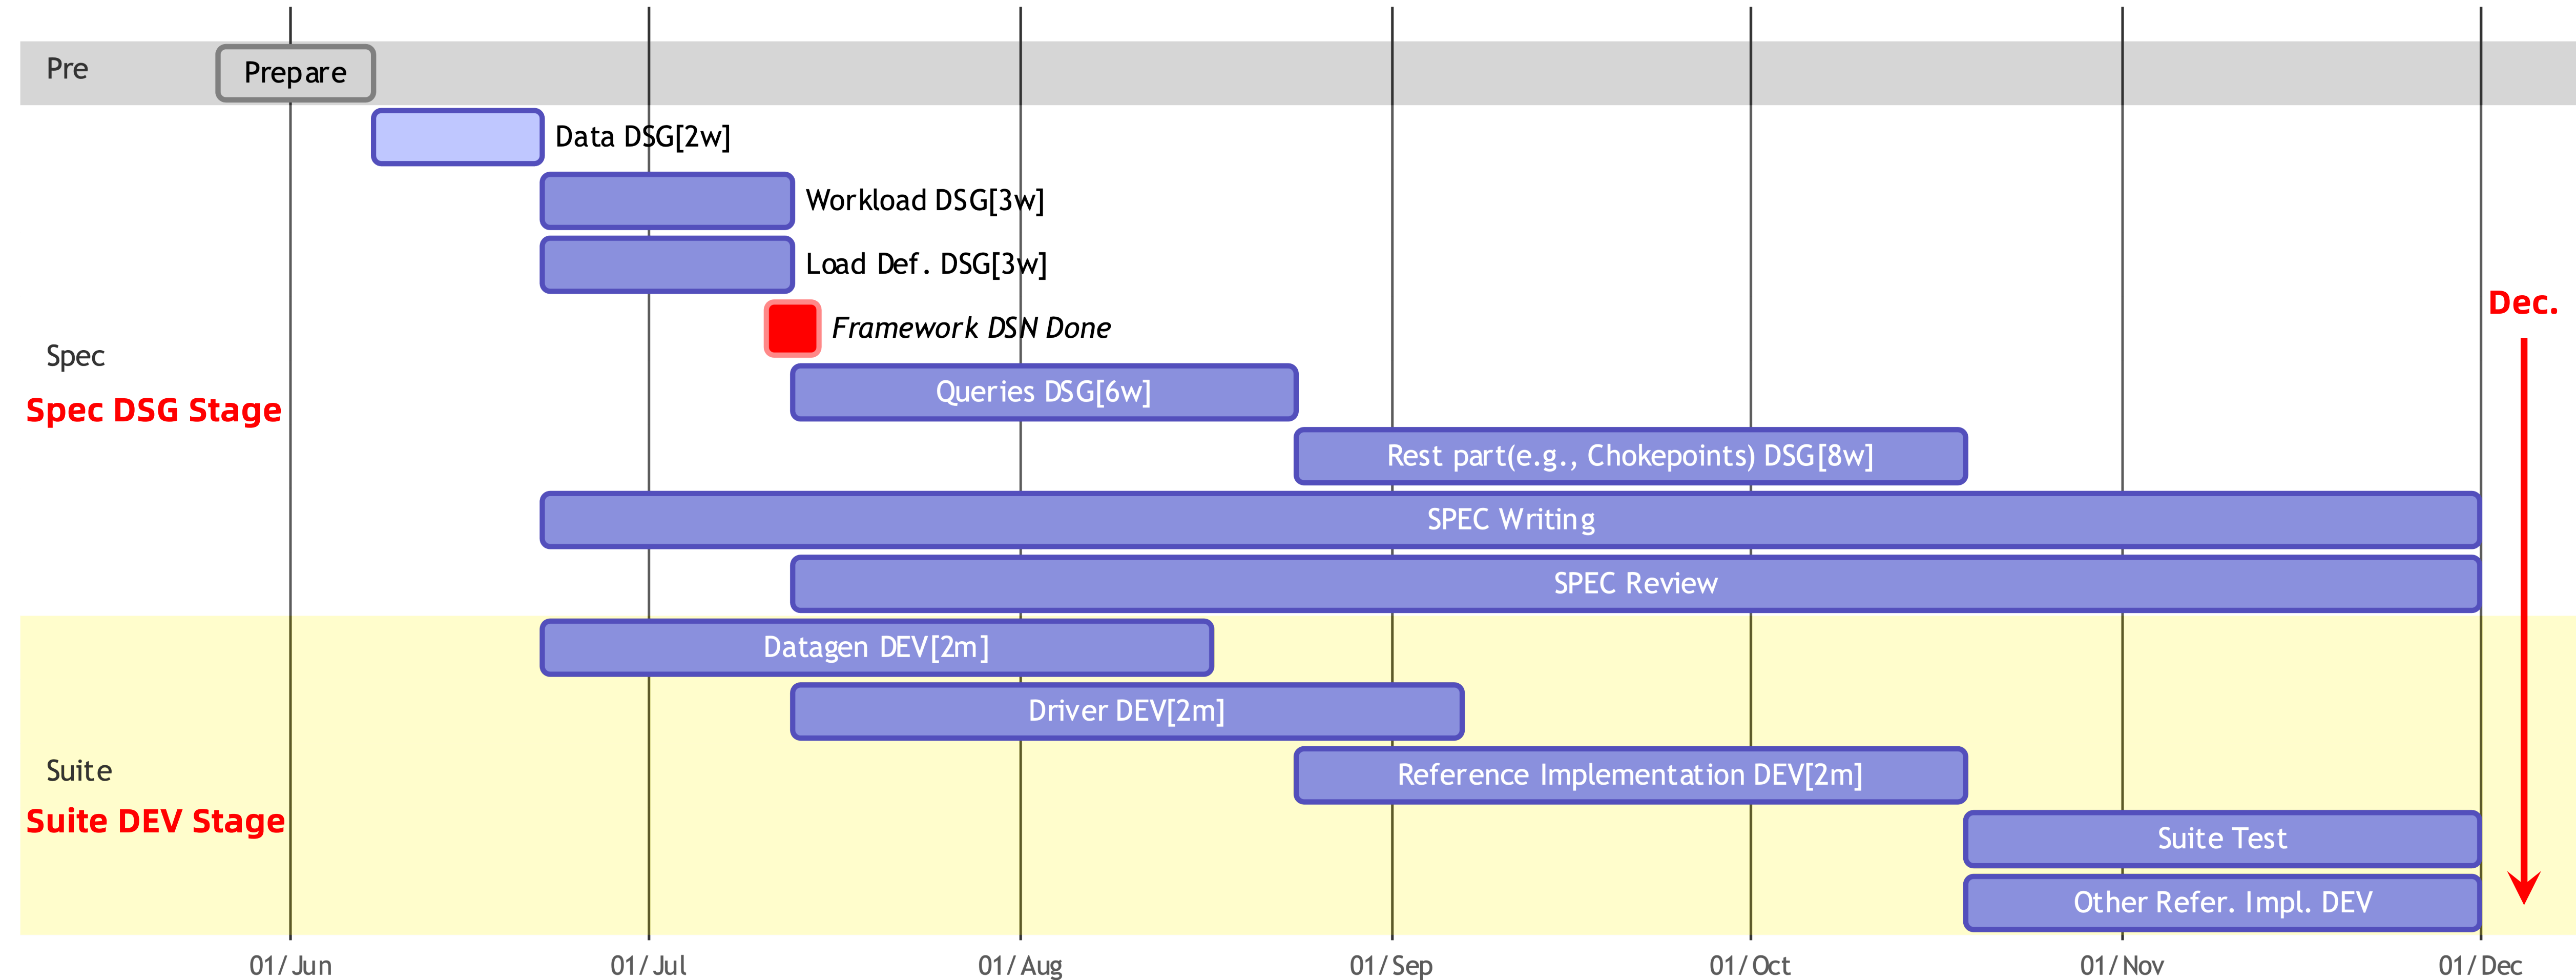 Pre
Prepare
Data DSG[2w]
Workload DSG[3w]
Load Def. DSG[3w]
Dec.
Framework DSN Done
Spec
Queries DSG[6w]
Spec DSG Stage
Rest part(e.g., Chokepoints) DSG[8w]
SPEC Writing
SPEC Review
Datagen DEV[2m]
Driver DEV[2m]
Suite
Reference Implementation DEV[2m]
Suite DEV Stage
Suite Test
Other Refer. Impl. DEV
01/Jun 01/Jul 01/Aug 01/Sep 01/Oct 01/Nov 01/Dec